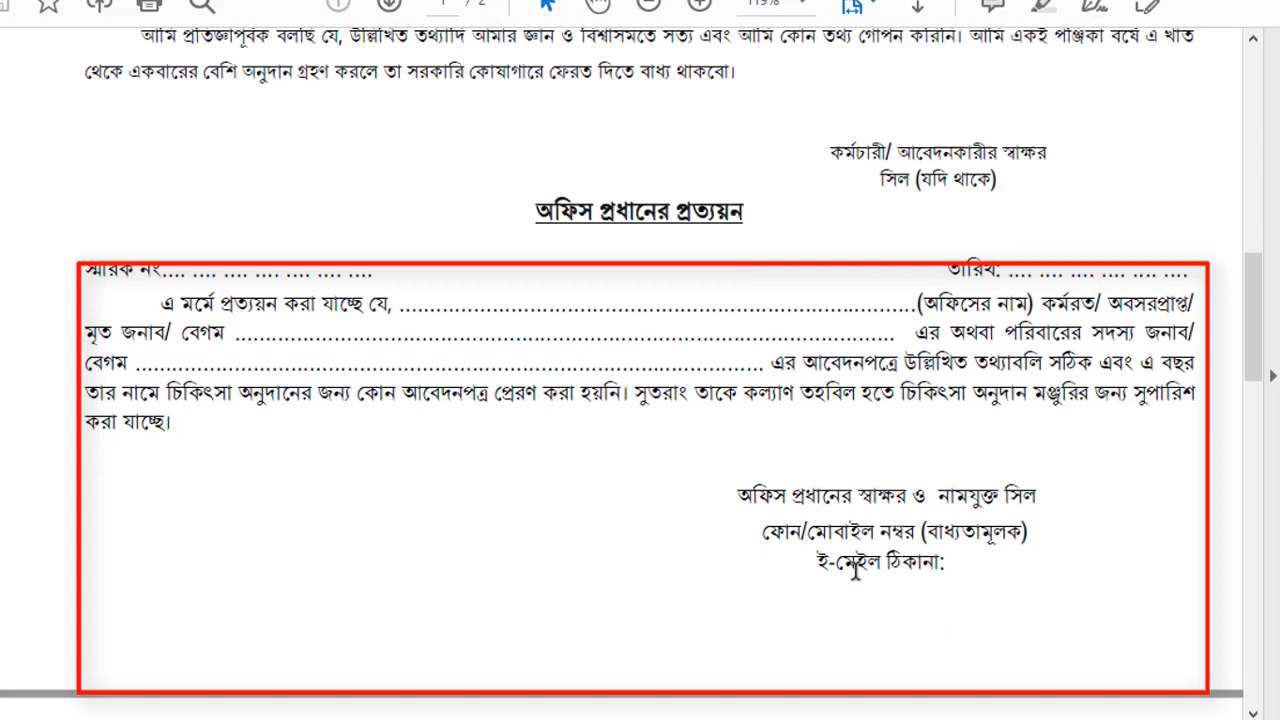 119%
আমি প্রতিজ্ঞাপূর্বক বলছি যে, উল্লিখিত তথ্যাদি আমার জ্ঞান ও বিশ্বাসমতে সত্য এবং আমি কোন তথ্য গোপন করিনি। আমি একই পঞ্জিকা বর্ষে এ খাত
থেকে একবারের বেশি অনুদান গ্রহণ করলে তা সরকারি কোষাগারে ফেরত দিতে বাধ্য থাকবো।
কর্মচারী/ আবেদনকারীর স্বাক্ষর
সিল (যদি থাকে)
অফিস প্রধানের প্রত্যয়ন
স্মারক নং.... .... .... .... .... .... .... তারিখ: .... .... .... .... .... ....
এ মর্মে প্রত্যয়ন করা যাচ্ছে যে, ......................................................................................(অফিসের নাম) কর্মরত/ অবসরপ্রাপ্ত/
মৃত জনাব/ বেগম .............................................................................................................. এর অথবা পরিবারের সদস্য জনাব/
বেগম ......................................................................................................... এর আবেদনপত্রে উল্লিখিত তথ্যাবলি সঠিক এবং এ বছর
তার নামে চিকিৎসা অনুদানের জন্য কোন আবেদনপত্র প্রেরণ করা হয়নি। সুতরাং তাকে কল্যাণ তহবিল হতে চিকিৎসা অনুদান মঞ্জুরির জন্য সুপারিশ
করা যাচ্ছে।
অফিস প্রধানের স্বাক্ষর ও নামযুক্ত সিল
ফোন/মোবাইল নম্বর (বাধ্যতামূলক)
ই-মেইল ঠিকানা: